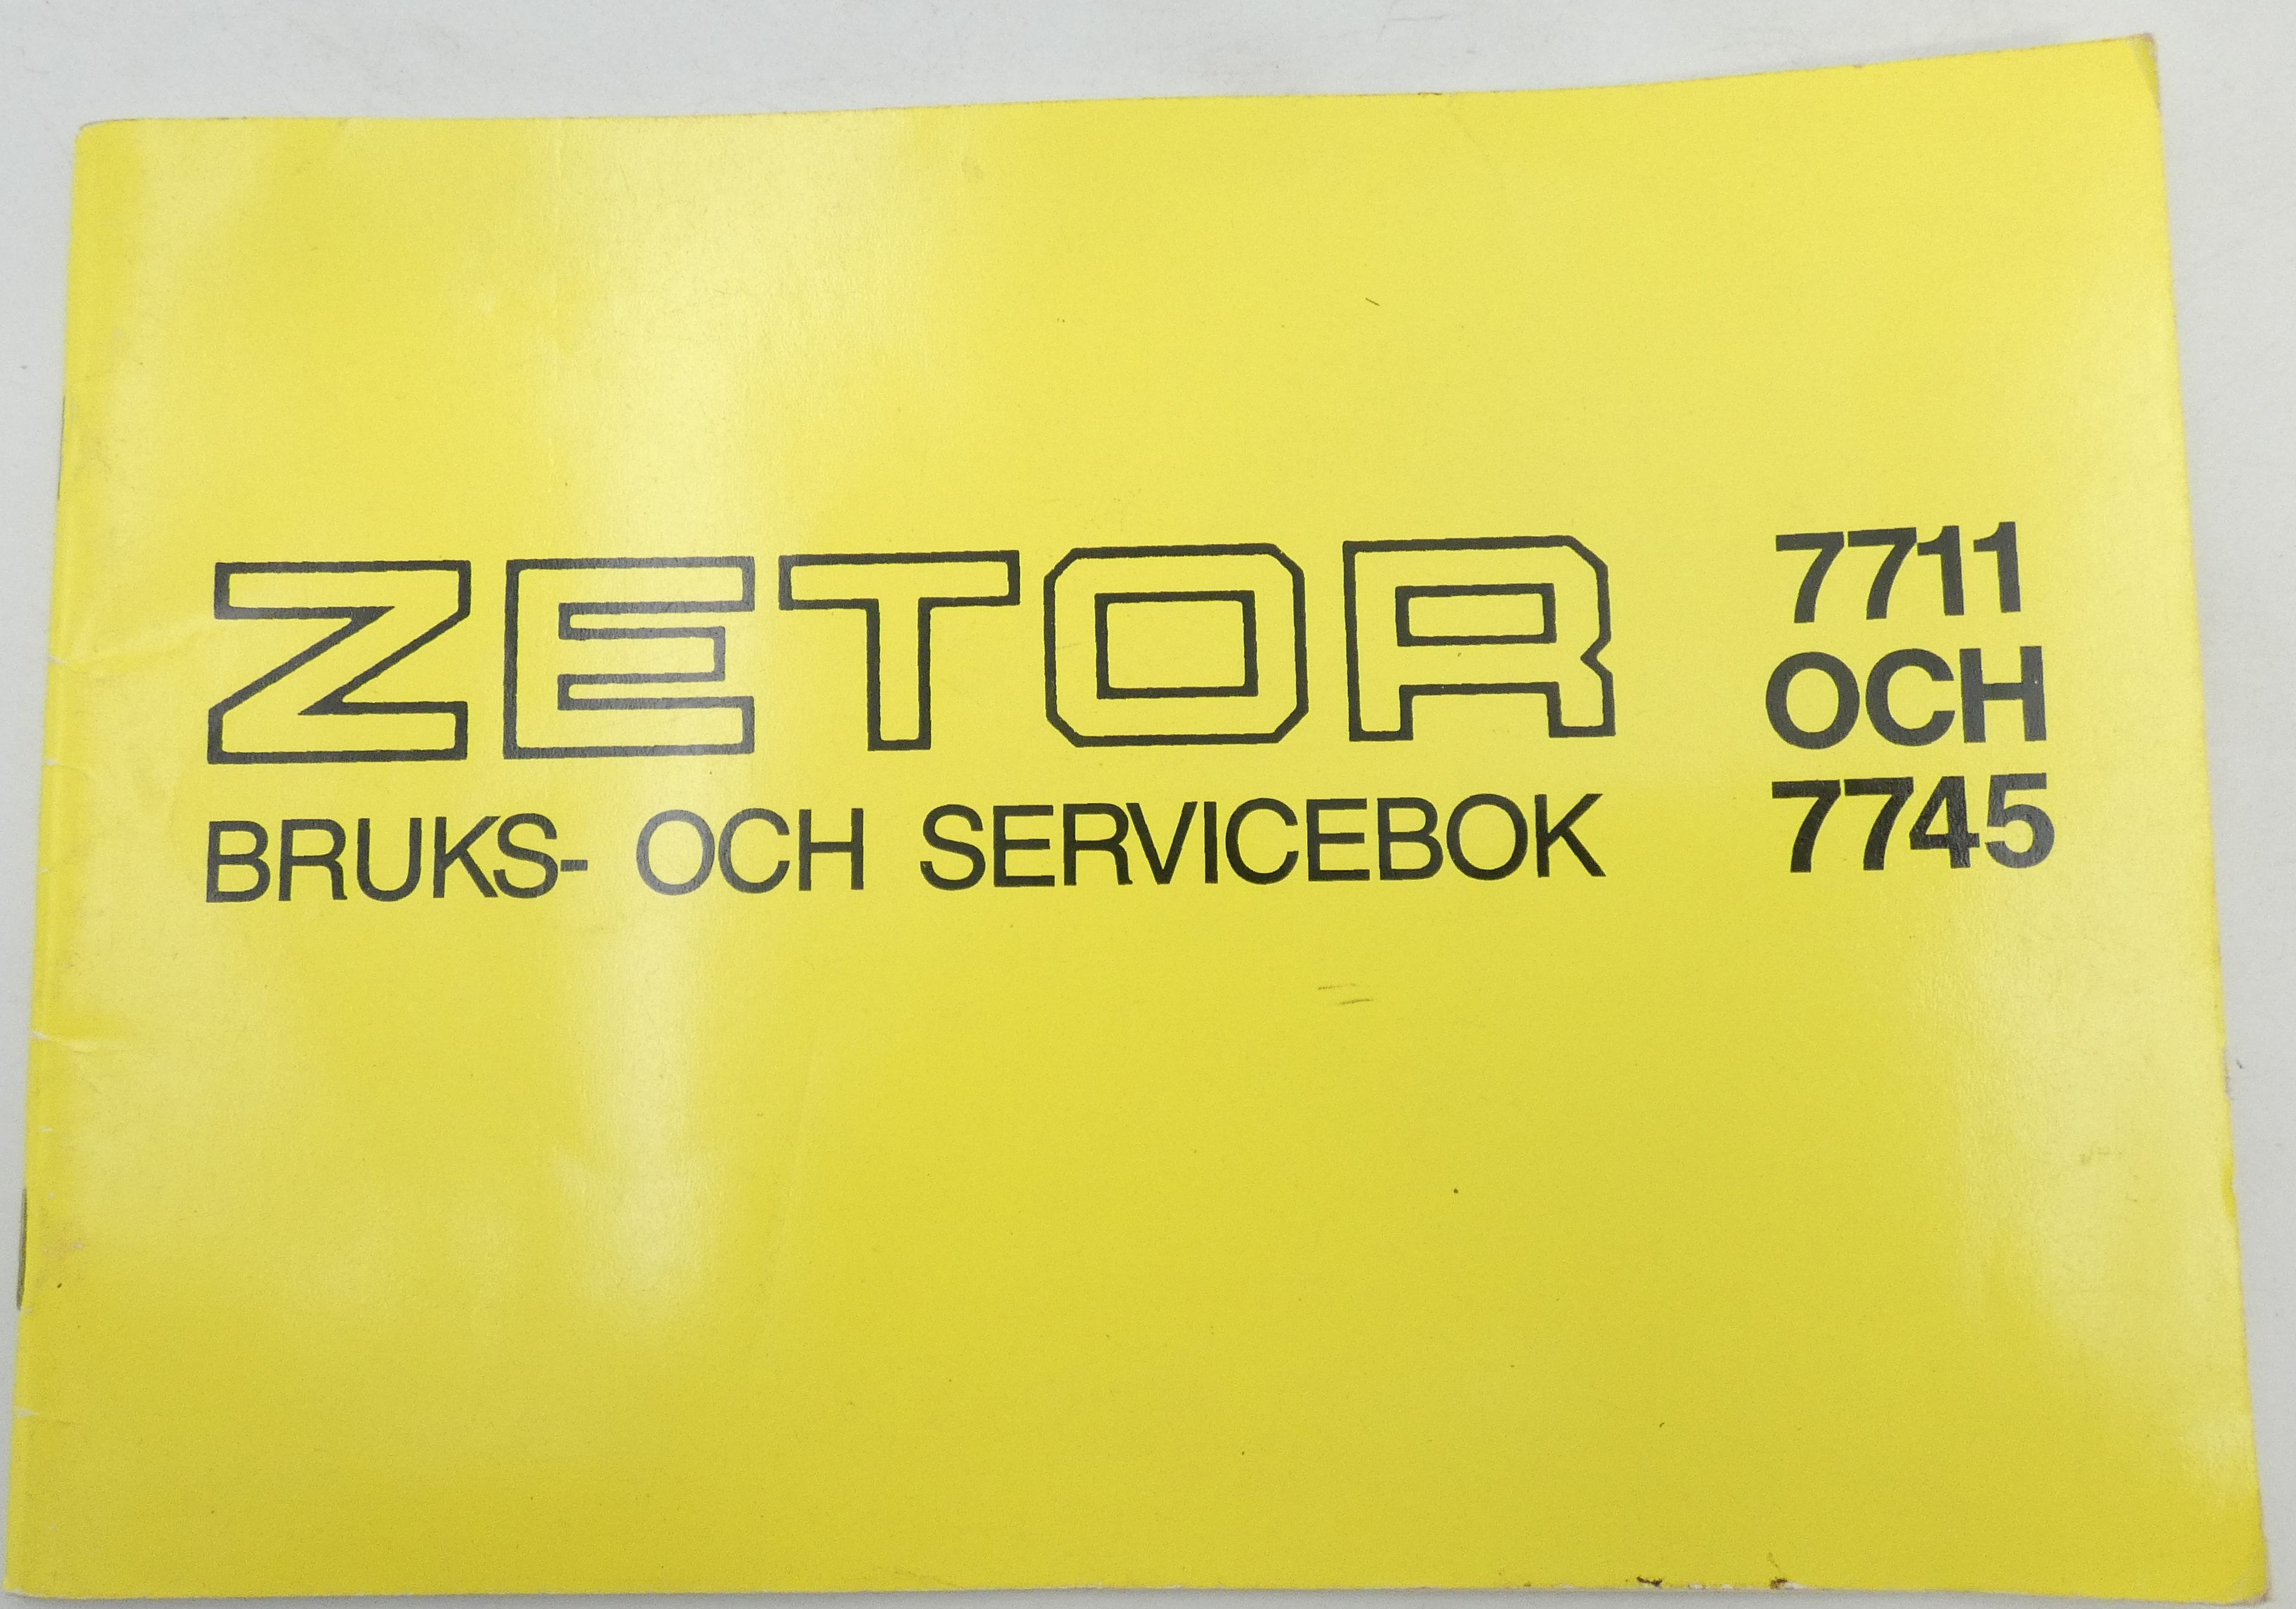 ZETOR
BRUKS- OCH SERVICEBOK
7711
OCH
7745